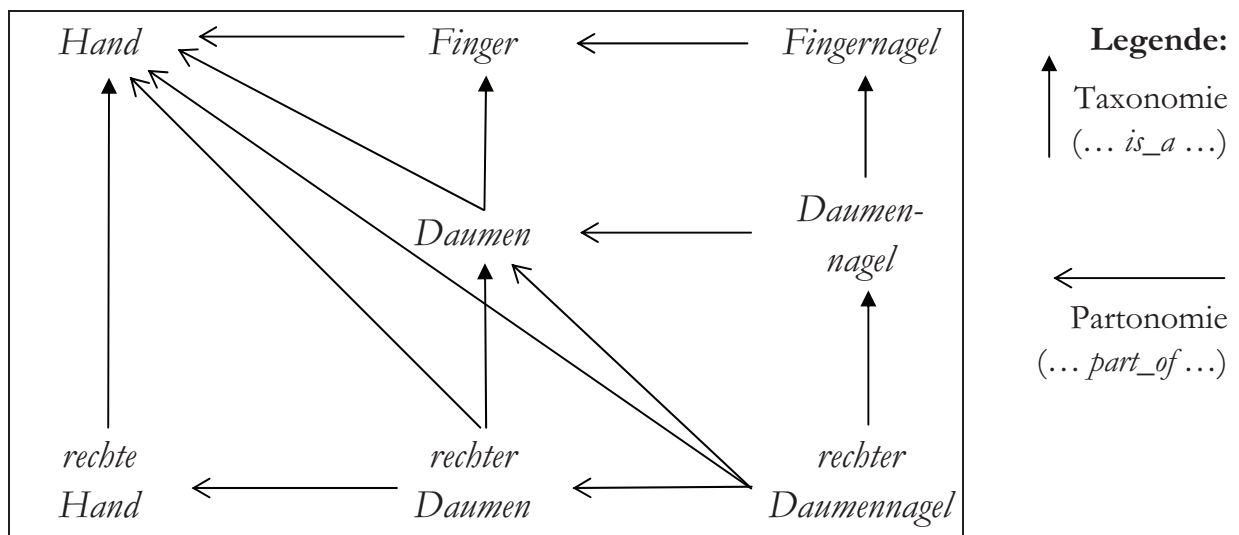 Hand
Finger
Fingernagel
Daumen
Daumen-
nagel
rechte
Hand
rechter
Daumen
rechter
Daumennagel
Legende:
Taxonomie
(… is_a …)
Partonomie
(… part_of …)